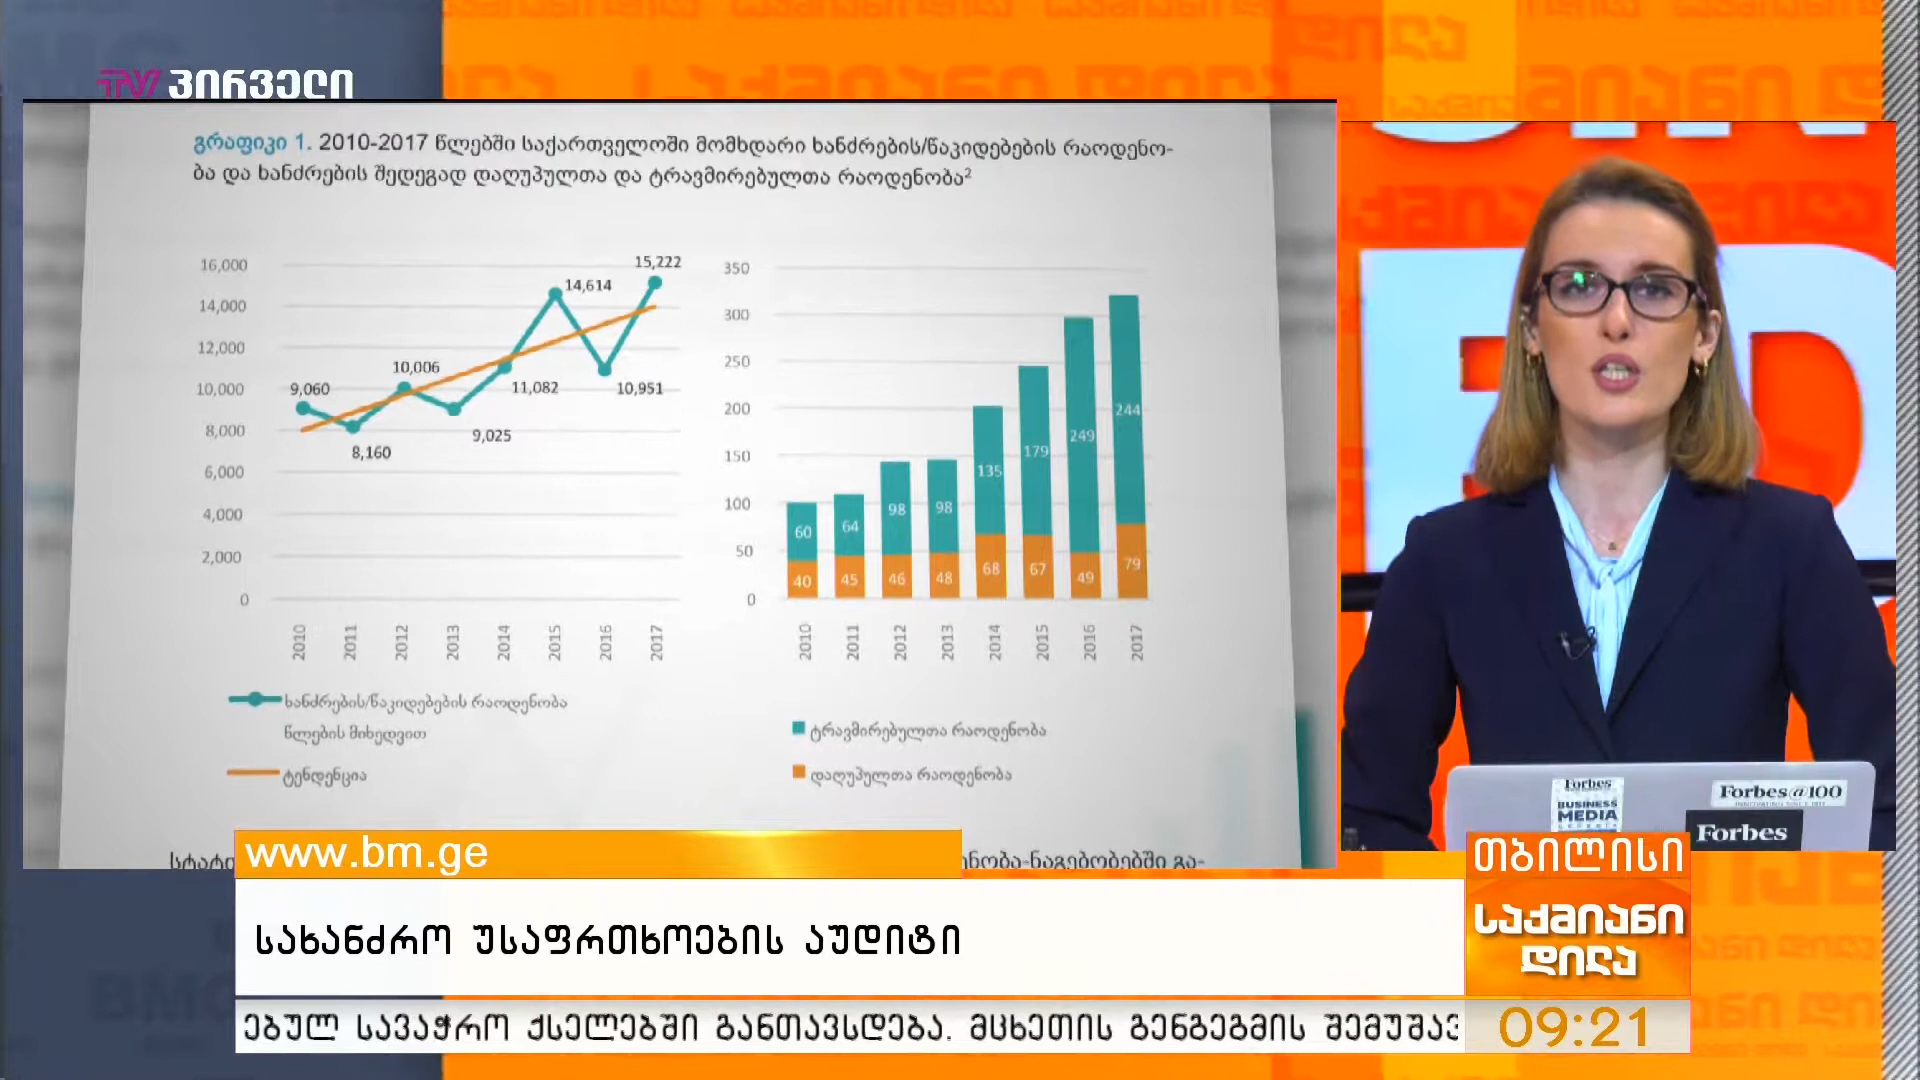 TV პირველი
გრაფიკი 1. 2010-2017 წლებში საქართველოში მომხდარი ხანძრების/წაკიდებების რაოდენო-
ბა და ხანძრების შედეგად დაღუპულთა და ტრავმირებულთა რაოდენობა²
16,000
14,000
12,000
10,000
8,000
6,000
4,000
2,000
0
9,060
8,160
10,006
9,025
11,082
14,614
10,951
15,222
2010 2011 2012 2013 2014 2015 2016 2017
ხანძრების/წაკიდებების რაოდენობა
წლების მიხედვით
ტენდენცია
350
300
250
200
150
100
50
0
60 64 98 98 135 179 249 244
40 45 46 48 68 67 49 79
2010 2011 2012 2013 2014 2015 2016 2017
ტრავმირებულთა რაოდენობა
დაღუპულთა რაოდენობა
ნობა-ნაგებობებში გა-
Forbes
BUSINESS
MEDIA
Forbes@100
Forbes
www.bm.ge
სახანძრო უსაფრთხოების აუდიტი
თბილისი
საქმიანი
დილა
ებულ სავაჭრო ქსელებში განთავსდება. მცხეთის გენგეგმის შემუშავ
09:21